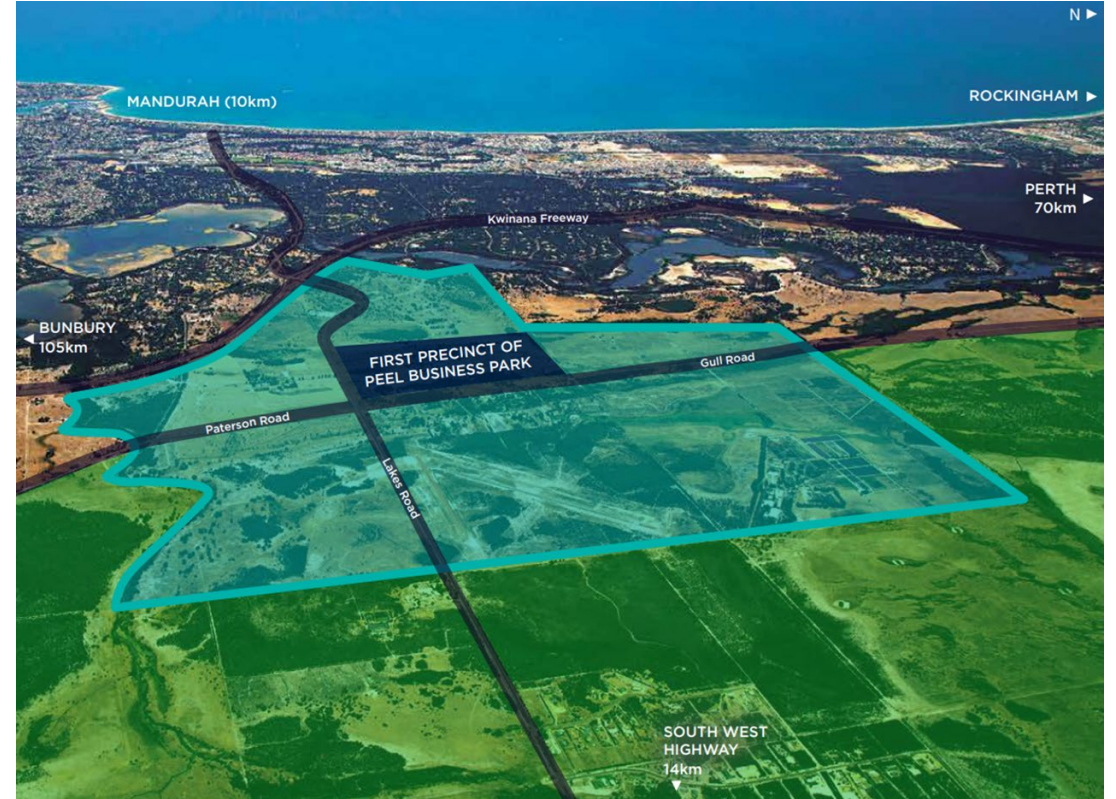 N
MANDURAH (10km)
ROCKINGHAM
PERTH
70km
Kwinana Freeway
BUNBURY
105km
FIRST PRECINCT OF
PEEL BUSINESS PARK
Gull Road
Paterson Road
Lakes Road
SOUTH WEST
HIGHWAY
14km